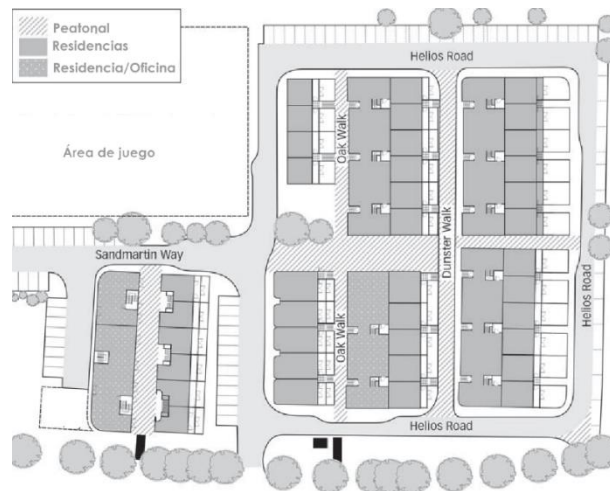 Peatonal
Residencias
Residencia/Oficina
Área de juego
Helios Road
Oak Walk
Dunster Walk
Sandmartin Way
Oak Walk
Helios Road
Helios Road